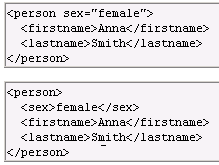 <person sex="female">
  <firstname>Anna</firstname>
  <lastname>Smith</lastname>
</person>
<person>
  <sex>female</sex>
  <firstname>Anna</firstname>
  <lastname>Smith</lastname>
</person>